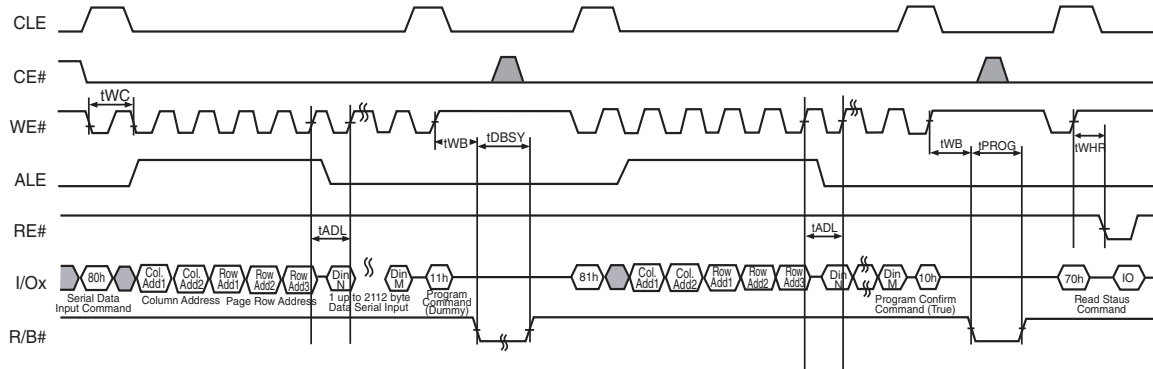 CLE
CE#
tWC
WE#
tWB
tDBSY
tWB
tPROG
tWHR
ALE
RE#
tADL
tADL
I/Ox
80h
Col. Add1
Col. Add2
Row Add1
Row Add2
Row Add3
Din N
Din M
11h
81h
Col. Add1
Col. Add2
Row Add1
Row Add2
Row Add3
Din N
Din M
10h
70h
IO
Serial Data
Input Command
Column Address
Page Row Address
1 up to 2112 byte
Data Serial Input
Program
Command
(Dummy)
Program Confirm
Command (True)
Read Staus
Command
R/B#